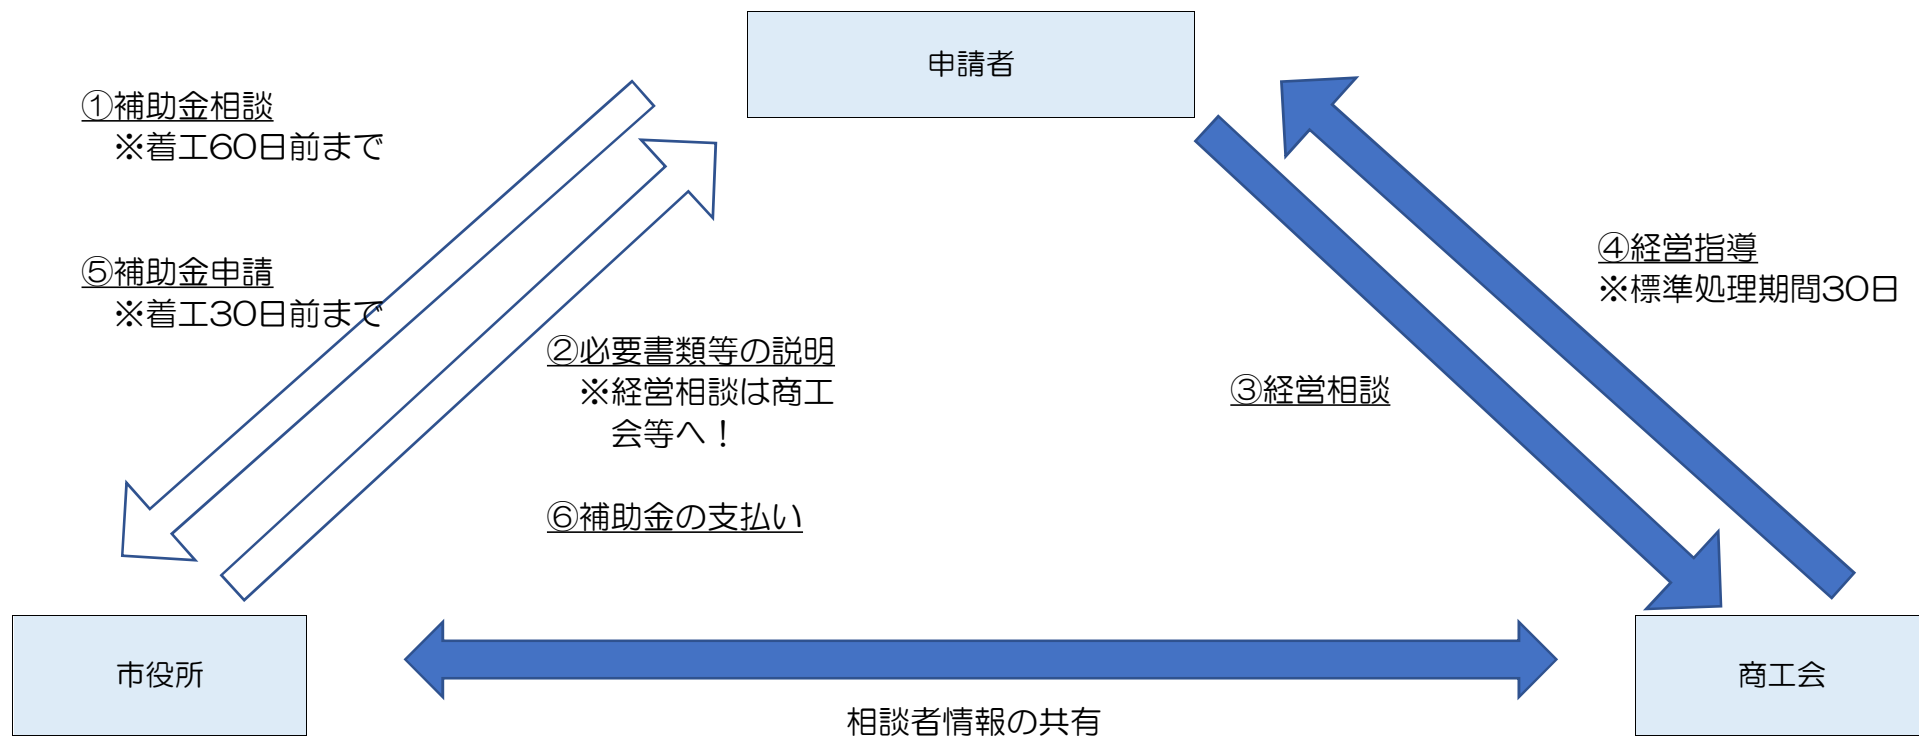 申請者
①補助金相談
※着工60日前まで
⑤補助金申請
※着工30日前まで
②必要書類等の説明
※経営相談は商工
会等へ！
⑥補助金の支払い
④経営指導
※標準処理期間30日
③経営相談
市役所
商工会
相談者情報の共有